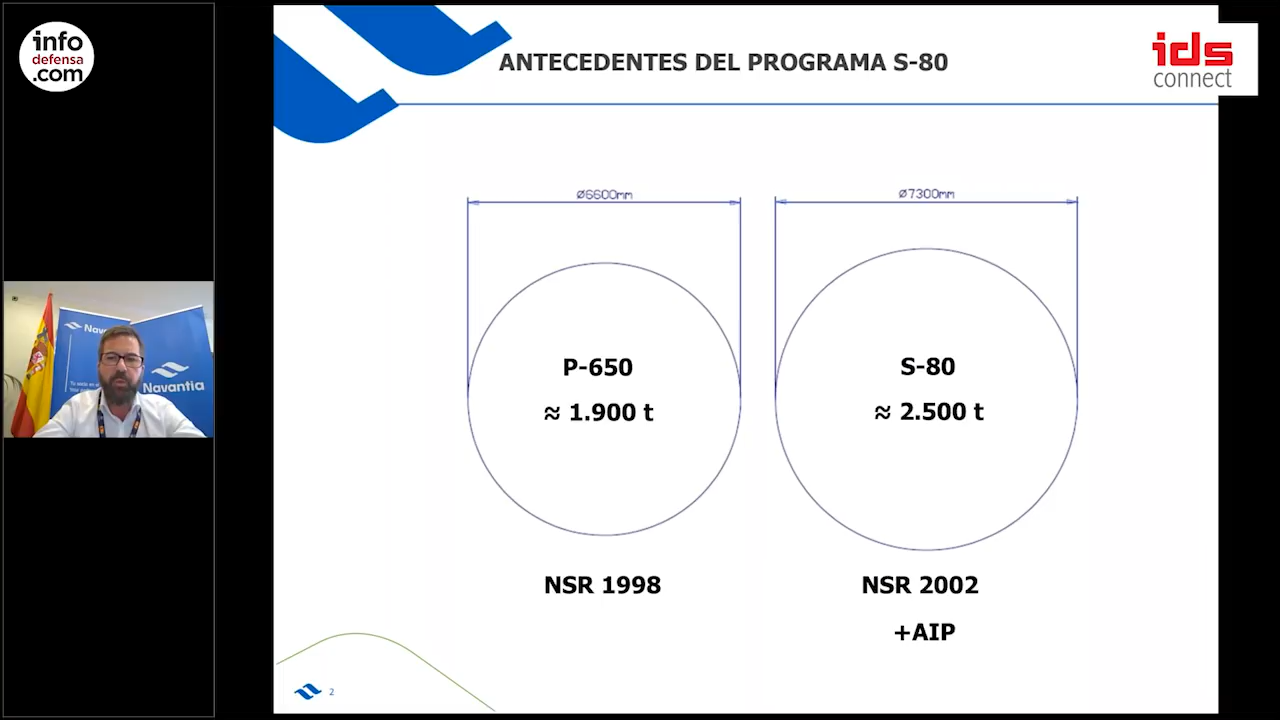 info
defensa
.com
ids
connect
ANTECEDENTES DEL PROGRAMA S-80
Ø6600mm
Ø7300mm
P-650
≈ 1.900 t
S-80
≈ 2.500 t
NSR 1998
NSR 2002
+AIP
2
Navantia